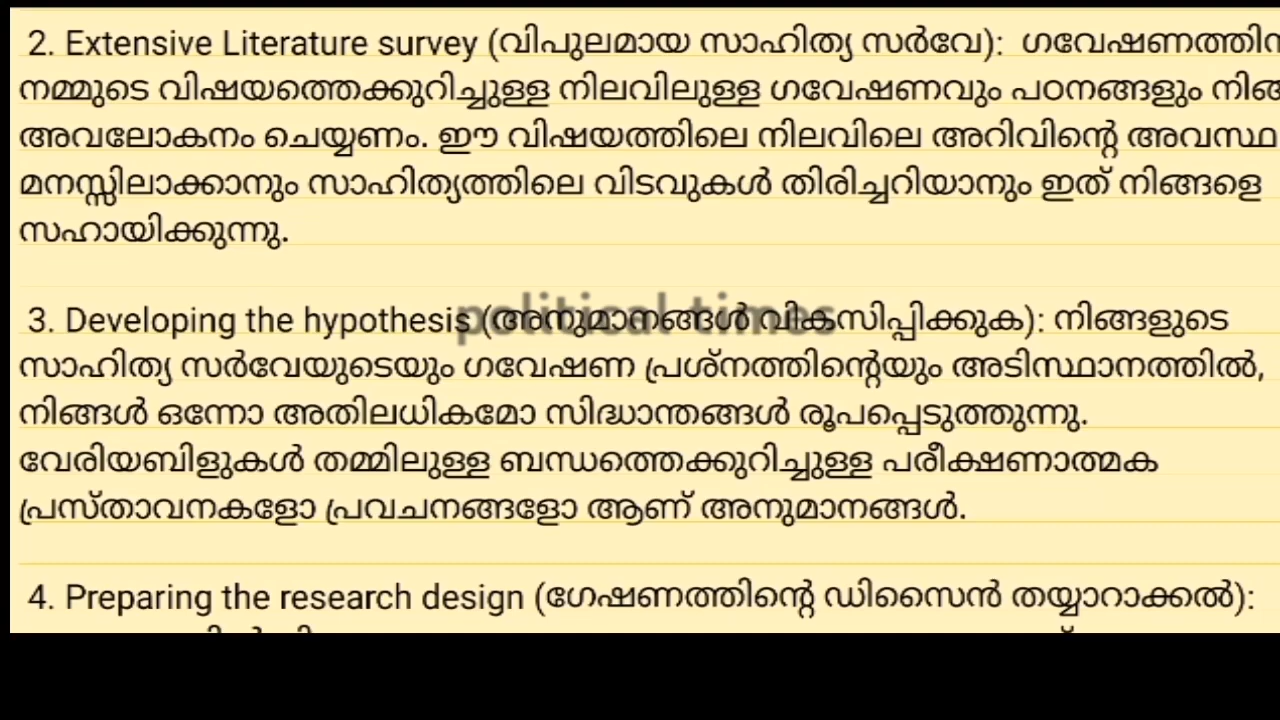 2. Extensive Literature survey (വിപുലമായ സാഹിത്യ സർവേ): 
നമ്മുടെ വിഷയത്തെക്കുറിച്ചുള്ള നിലവിലുള്ള ഗവേഷണവും പഠനങ്ങളും
അവലോകനം ചെയ്യണം. ഈ വിഷയത്തിലെ നിലവിലെ അറിവിന്റെ അവസ്ഥ
മനസ്സിലാക്കാനും സാഹിത്യത്തിലെ വിടവുകൾ തിരിച്ചറിയാനും ഇത് നിങ്ങളെ
സഹായിക്കുന്നു.
3. Developing the hypothesis (അനുമാനങ്ങൾ വികസിപ്പിക്കുക): നിങ്ങളുടെ
political times
സാഹിത്യ സർവേയുടെയും ഗവേഷണ പ്രശ്നത്തിന്റെയും അടിസ്ഥാനത്തിൽ,
നിങ്ങൾ ഒന്നോ അതിലധികമോ സിദ്ധാന്തങ്ങൾ രൂപപ്പെടുത്തുന്നു.
വേരിയബിളുകൾ തമ്മിലുള്ള ബന്ധത്തെക്കുറിച്ചുള്ള പരീക്ഷണാത്മക
പ്രസ്താവനകളോ പ്രവചനങ്ങളോ ആണ് അനുമാനങ്ങൾ.
4. Preparing the research design (ഗേഷണത്തിന്റെ ഡിസൈൻ തയ്യാറാക്കൽ):